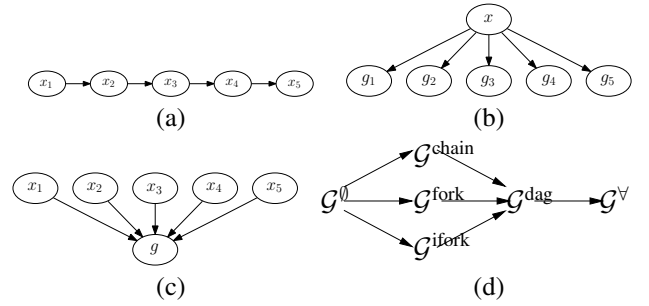 x₁ x₂ x₃ x₄ x₅
(a)
x
g₁ g₂ g₃ g₄ g₅
(b)
x₁ x₂ x₃ x₄ x₅
g
(c)
𝒢^chain
𝒢^∅ 𝒢^fork 𝒢^dag 𝒢^∀
𝒢^ifork
(d)